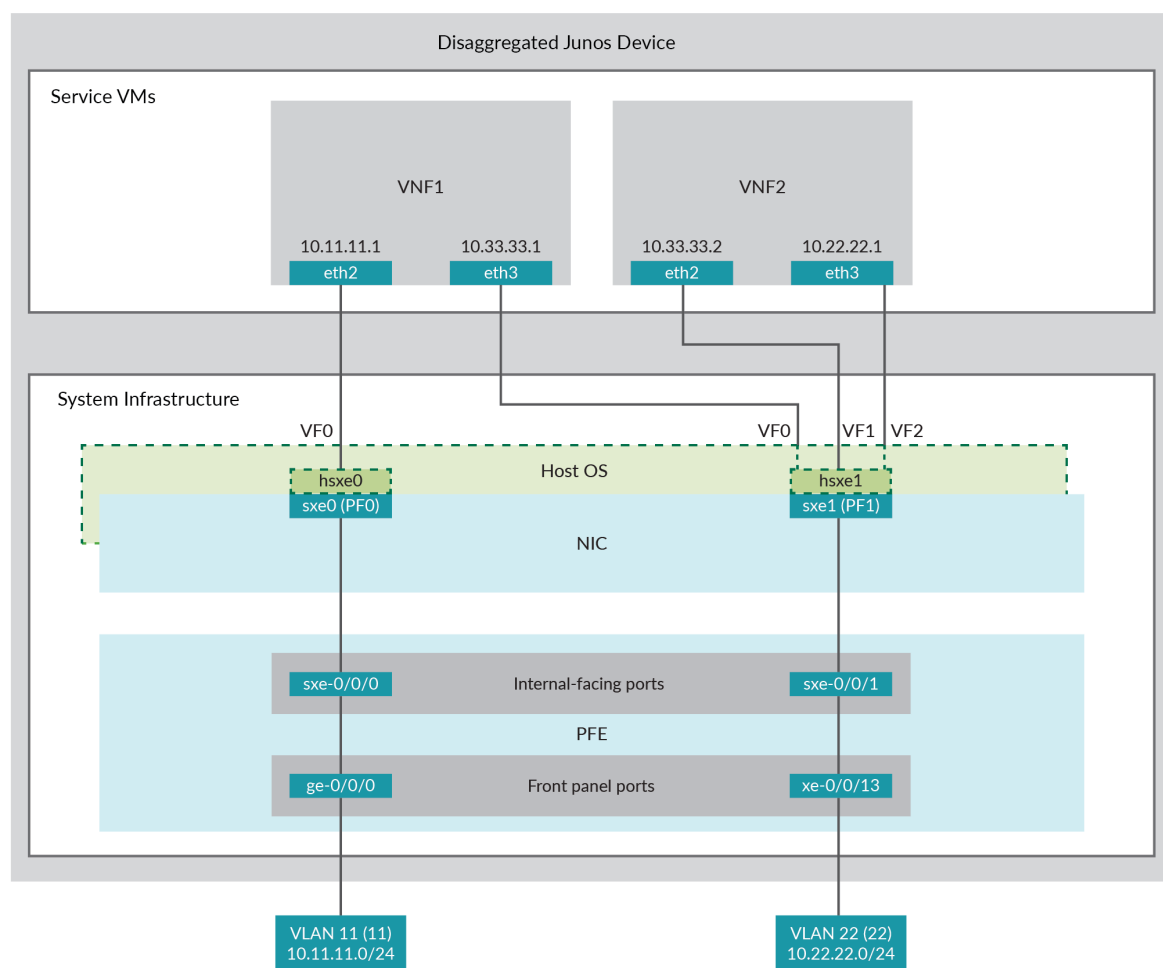 Disaggregated Junos Device
Service VMs
VNF1
VNF2
10.11.11.1
10.33.33.1
10.33.33.2
10.22.22.1
eth2
eth3
eth2
eth3
System Infrastructure
VF0
VF0
VF1
VF2
Host OS
hsxe0
hsxe1
sxe0 (PF0)
sxe1 (PF1)
NIC
sxe-0/0/0
Internal-facing ports
sxe-0/0/1
PFE
ge-0/0/0
Front panel ports
xe-0/0/13
VLAN 11 (11)
10.11.11.0/24
VLAN 22 (22)
10.22.22.0/24